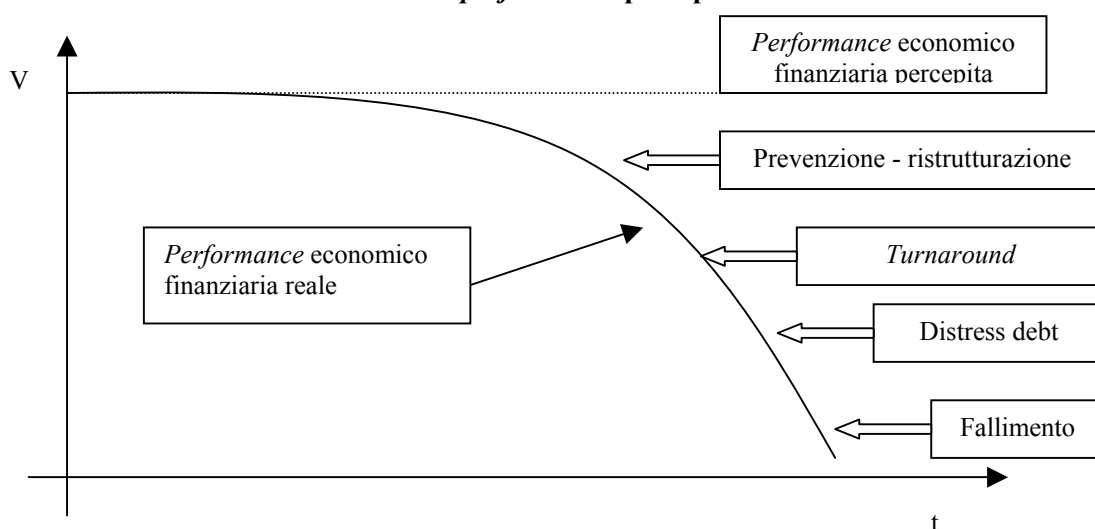 Performance economico
finanziaria percepita
V
Prevenzione - ristrutturazione
Performance economico
finanziaria reale
Turnaround
Distress debt
Fallimento
t